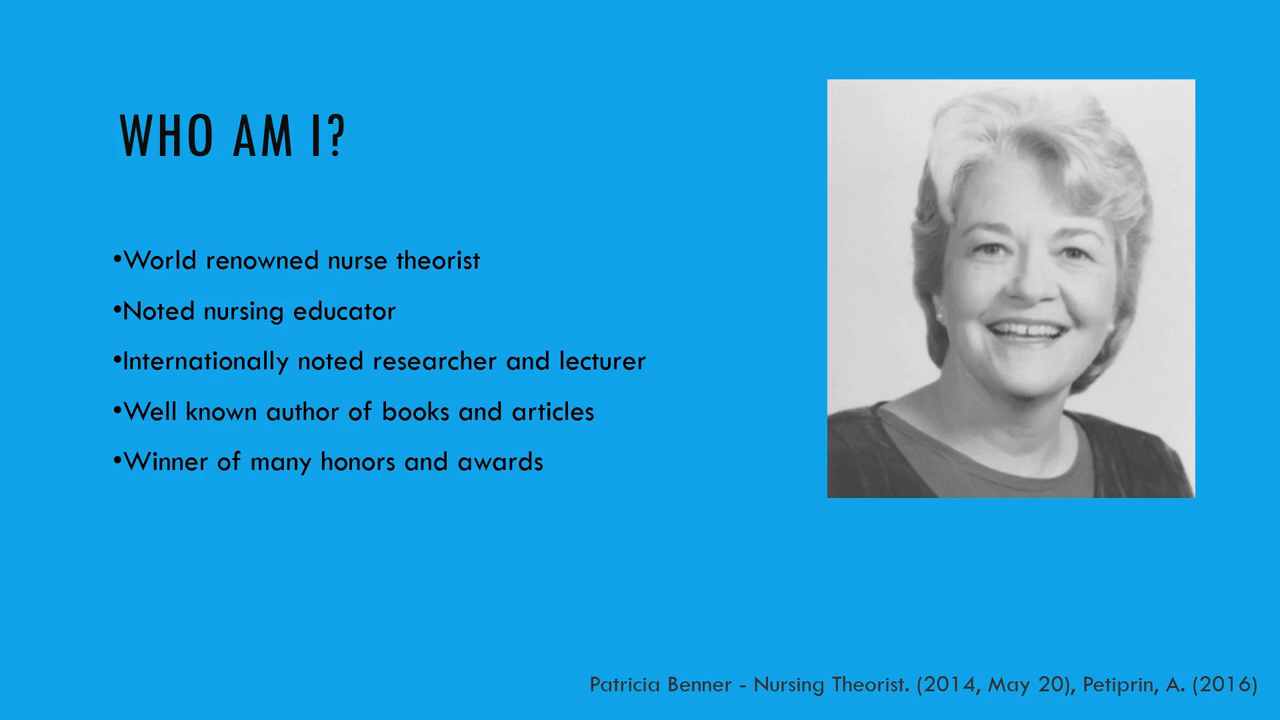 WHO AM I?
•World renowned nurse theorist
•Noted nursing educator
•Internationally noted researcher and lecturer
•Well known author of books and articles
•Winner of many honors and awards
Patricia Benner - Nursing Theorist. (2014, May 20), Petiprin, A. (2016)